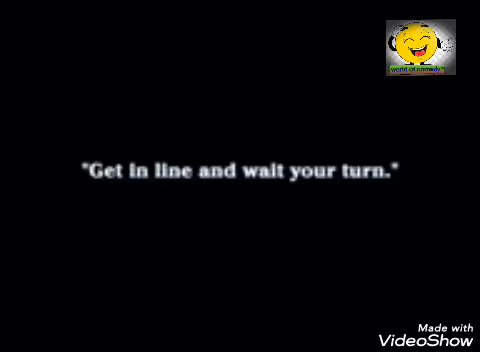 world of comedy
"Get in line and wait your turn."
Made with
VideoShow